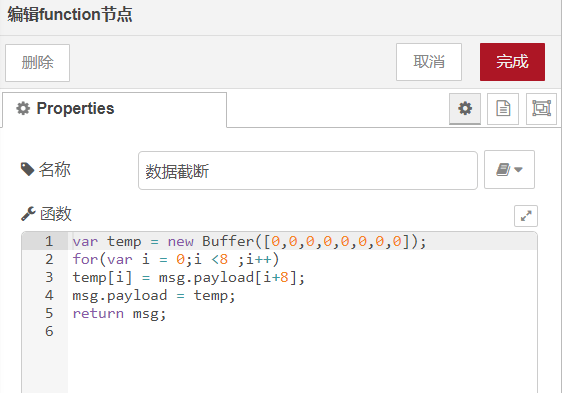 编辑function节点
删除
取消
完成
Properties
名称
数据截断
函数
1 var temp = new Buffer([0,0,0,0,0,0,0,0]);
2 for(var i = 0;i <8 ;i++)
3 temp[i] = msg.payload[i+8];
4 msg.payload = temp;
5 return msg;
6